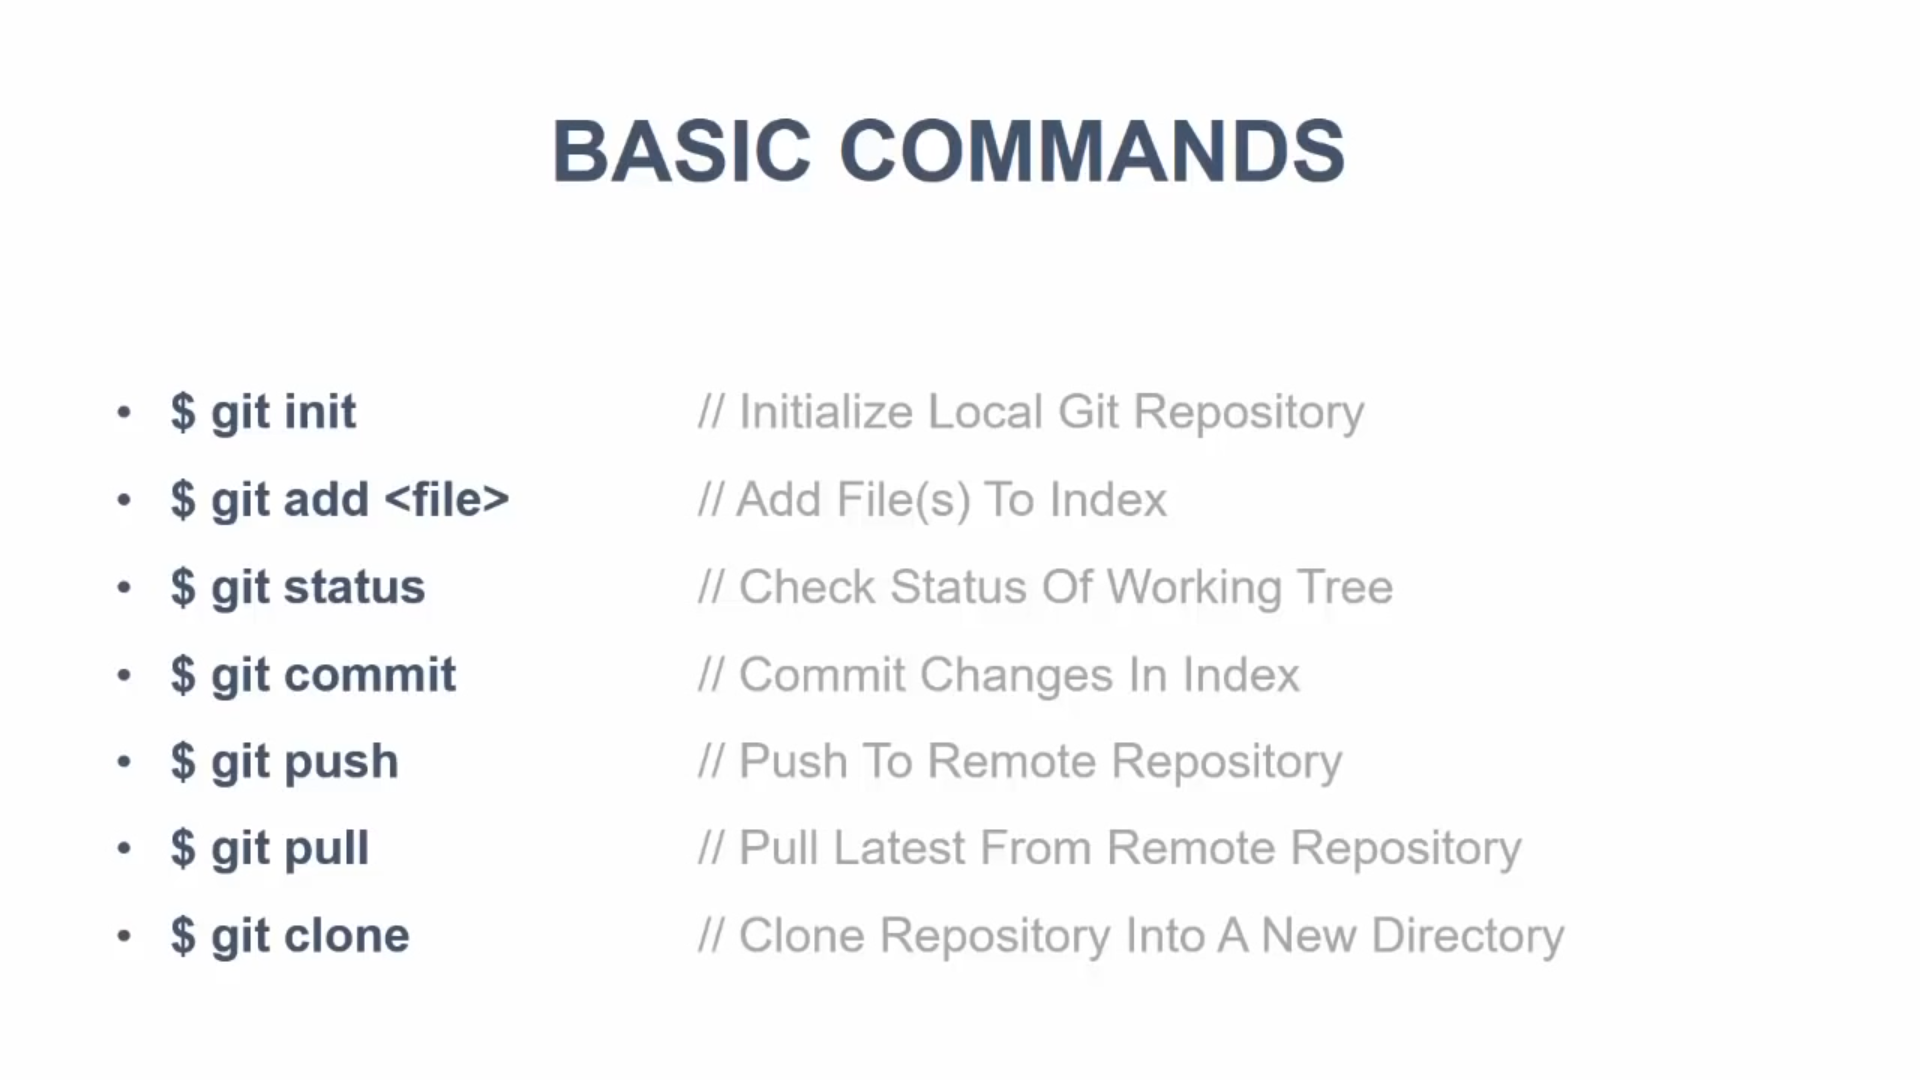 BASIC COMMANDS
• $ git init // Initialize Local Git Repository
• $ git add <file> // Add File(s) To Index
• $ git status // Check Status Of Working Tree
• $ git commit // Commit Changes In Index
• $ git push // Push To Remote Repository
• $ git pull // Pull Latest From Remote Repository
• $ git clone // Clone Repository Into A New Directory